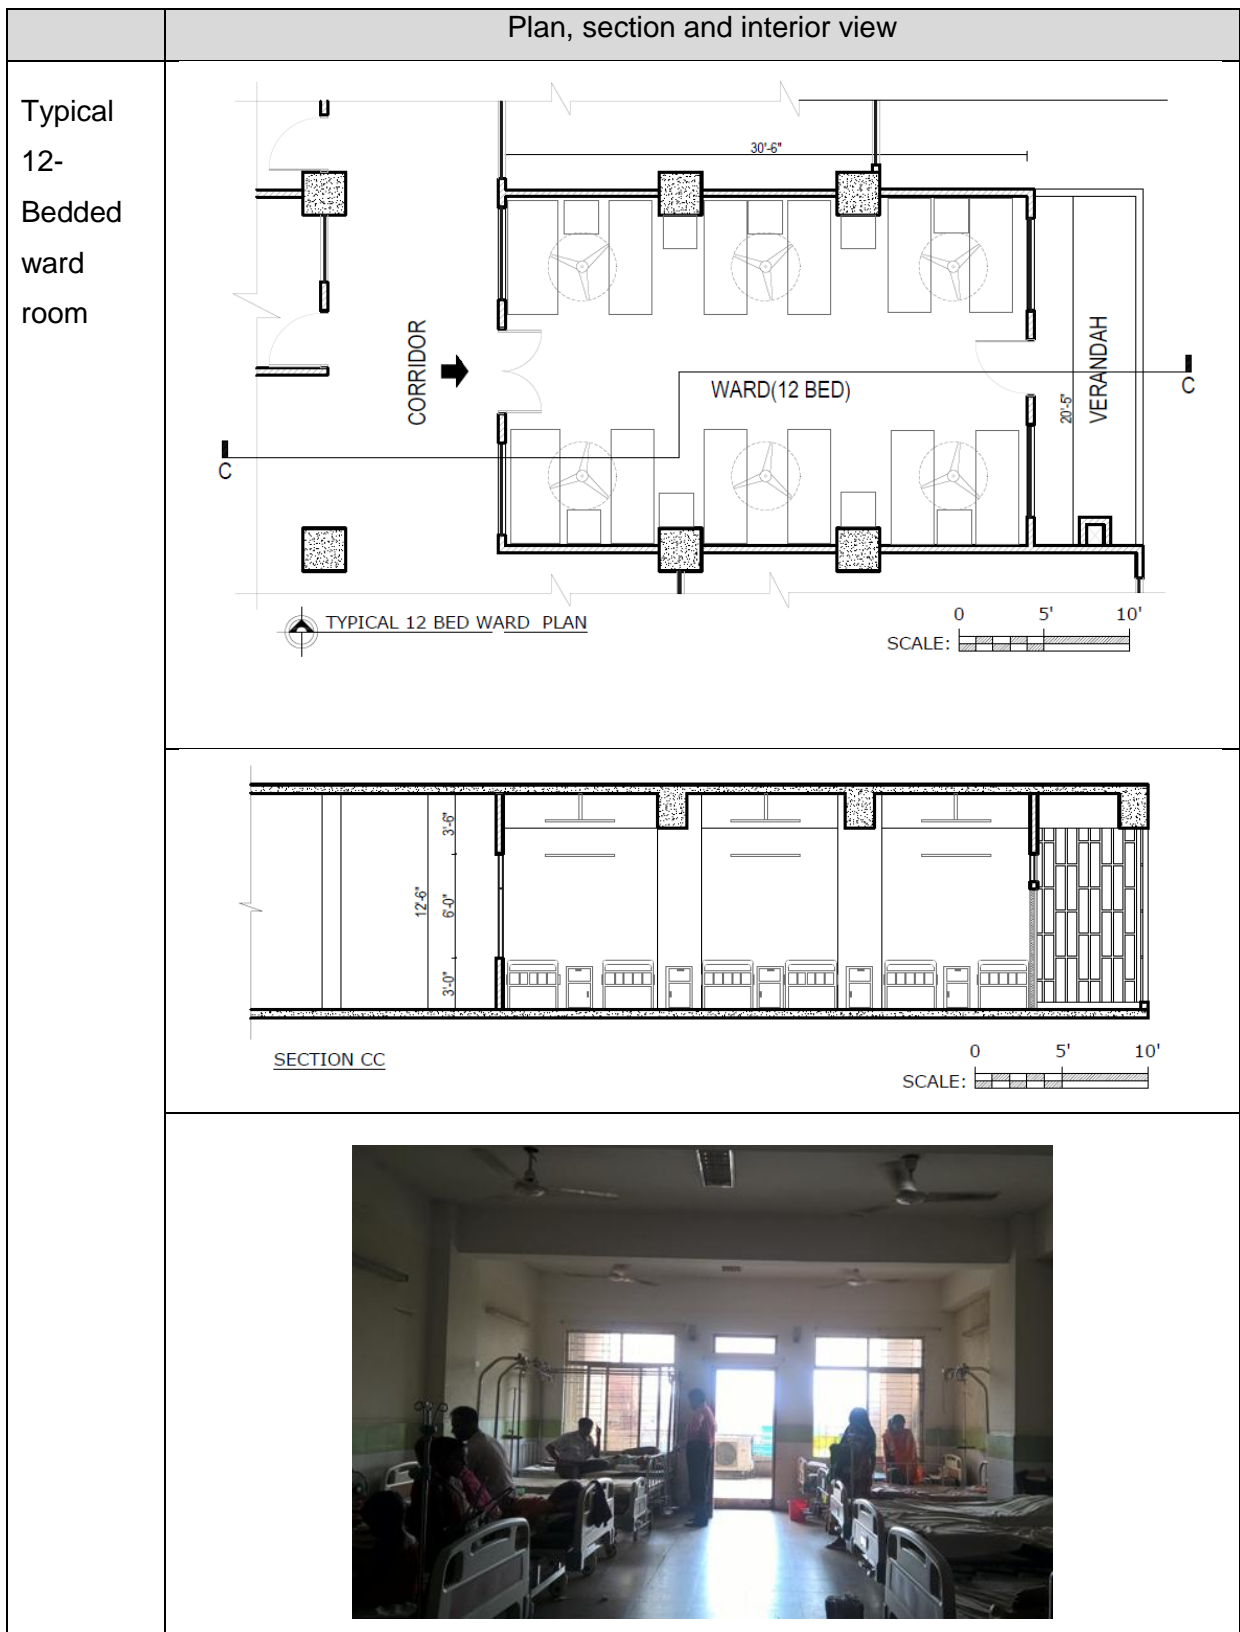 Plan, section and interior view
Typical
12-
Bedded
ward
room
30'-6"
CORRIDOR
WARD(12 BED)
VERANDAH
20'-5"
C
C
TYPICAL 12 BED WARD PLAN
0 5' 10'
SCALE:
3'-6"
12'-6"
6'-0"
3'-0"
SECTION CC
0 5' 10'
SCALE: